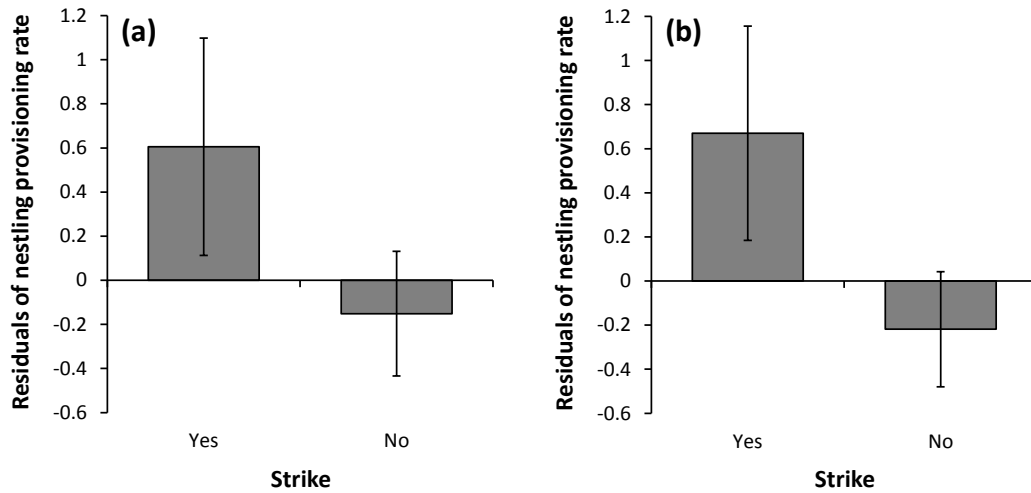 (a)
Residuals of nestling provisioning rate
1.2
1
0.8
0.6
0.4
0.2
0
-0.2
-0.4
-0.6
Yes No
Strike
(b)
Residuals of nestling provisioning rate
1.2
1
0.8
0.6
0.4
0.2
0
-0.2
-0.4
-0.6
Yes No
Strike